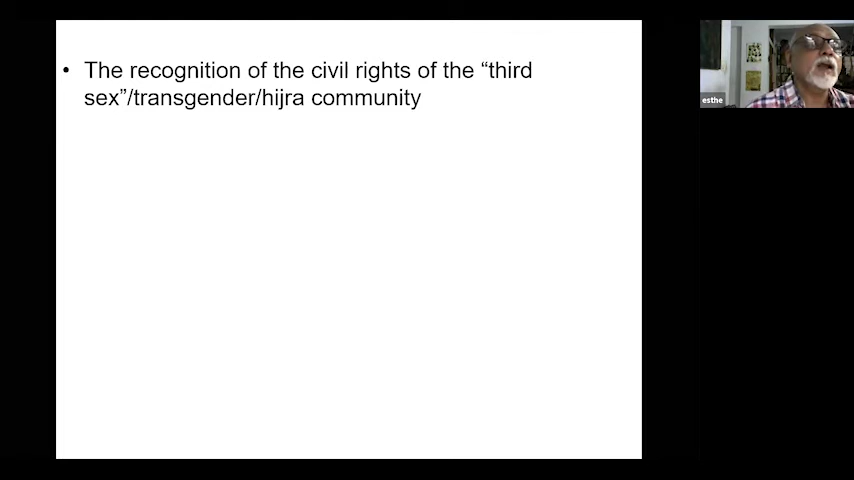 • The recognition of the civil rights of the “third
sex”/transgender/hijra community
esthe